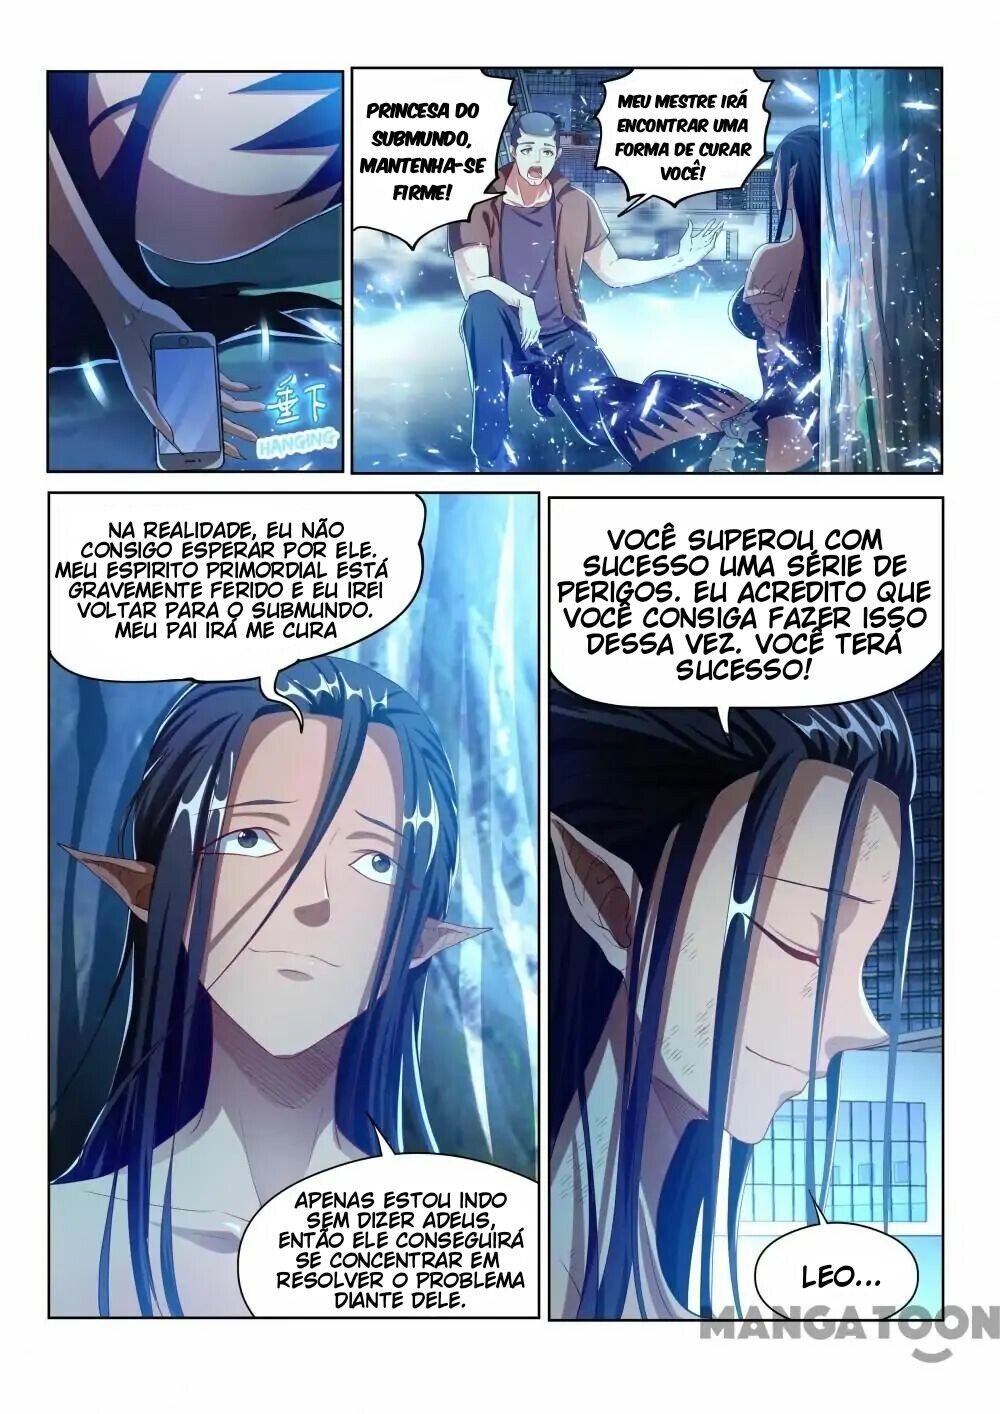 PRINCESA DO
SUBMUNDO,
MANTENHA-SE
FIRME!
MEU MESTRE IRÁ
ENCONTRAR UMA
FORMA DE CURAR
VOCÊ!
垂下
HANGING
NA REALIDADE, EU NÃO
CONSIGO ESPERAR POR ELE.
MEU ESPIRITO PRIMORDIAL ESTÁ
GRAVEMENTE FERIDO E EU IREI
VOLTAR PARA O SUBMUNDO.
MEU PAI IRÁ ME CURA
APENAS ESTOU INDO
SEM DIZER ADEUS,
ENTÃO ELE CONSEGUIRÁ
SE CONCENTRAR EM
RESOLVER O PROBLEMA
DIANTE DELE.
VOCÊ SUPEROU COM
SUCESSO UMA SÉRIE DE
PERIGOS. EU ACREDITO QUE
VOCÊ CONSIGA FAZER ISSO
DESSA VEZ. VOCÊ TERÁ
SUCESSO!
LEO...
MANGATOON